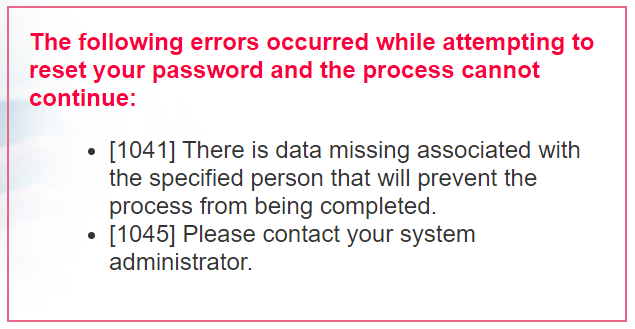 The following errors occurred while attempting to
reset your password and the process cannot
continue:
• [1041] There is data missing associated with
the specified person that will prevent the
process from being completed.
• [1045] Please contact your system
administrator.